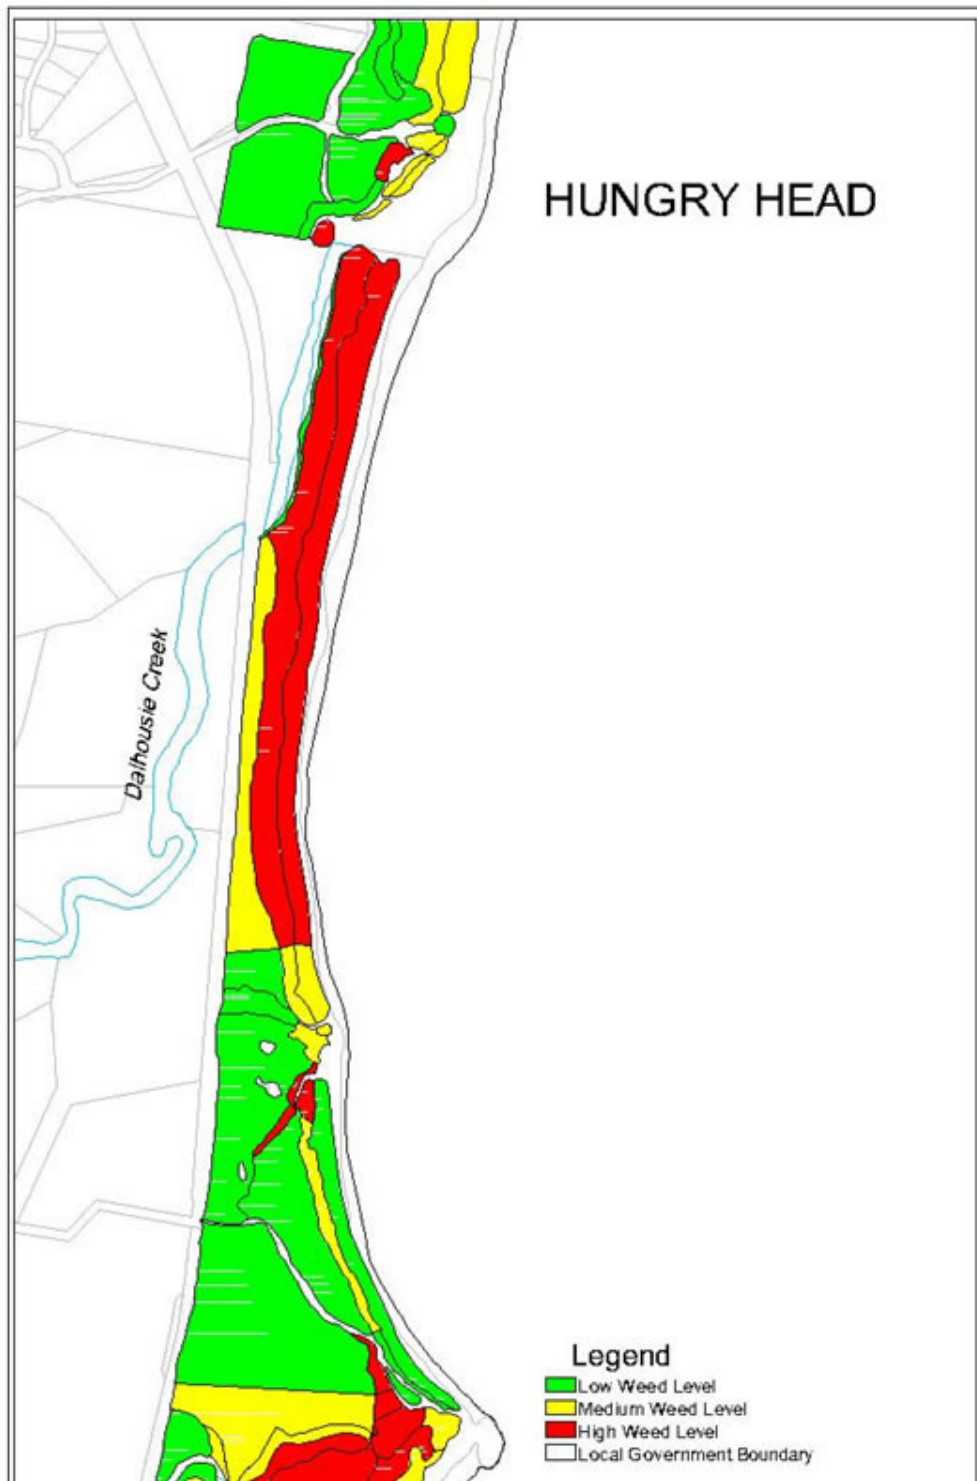 HUNGRY HEAD
Dalhousie Creek
Legend
Low Weed Level
Medium Weed Level
High Weed Level
Local Government Boundary